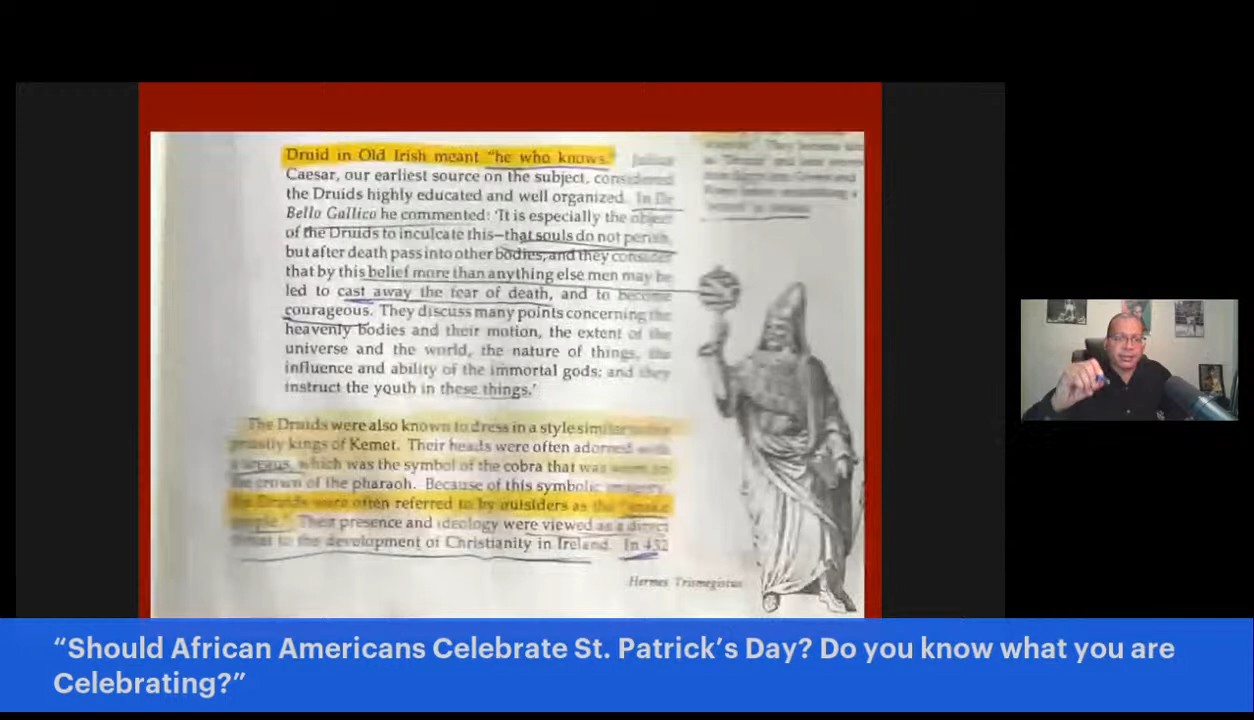 Druid in Old Irish meant "he who knows."
Caesar, our earliest source on the subject, considered
the Druids highly educated and well organized. In De
Bello Gallico he commented: 'It is especially the object
of the Druids to inculcate this—that souls do not perish,
but after death pass into other bodies, and they consider
that by this belief more than anything else men may be
led to cast away the fear of death, and to become
courageous. They discuss many points concerning the
heavenly bodies and their motion, the extent of the
universe and the world, the nature of things, the
influence and ability of the immortal gods; and they
instruct the youth in these things.'
The Druids were also known to dress in a style similar
kings of Kemet. Their heads were often adorned with
which was the symbol of the cobra that was
the crown of the pharaoh. Because of this symbolic
the Druids were often referred to by outsiders as the
Their presence and ideology were viewed as a direct
threat to the development of Christianity in Ireland. In 432
Hermes Trismegistus
“Should African Americans Celebrate St. Patrick’s Day? Do you know what you are
Celebrating?”